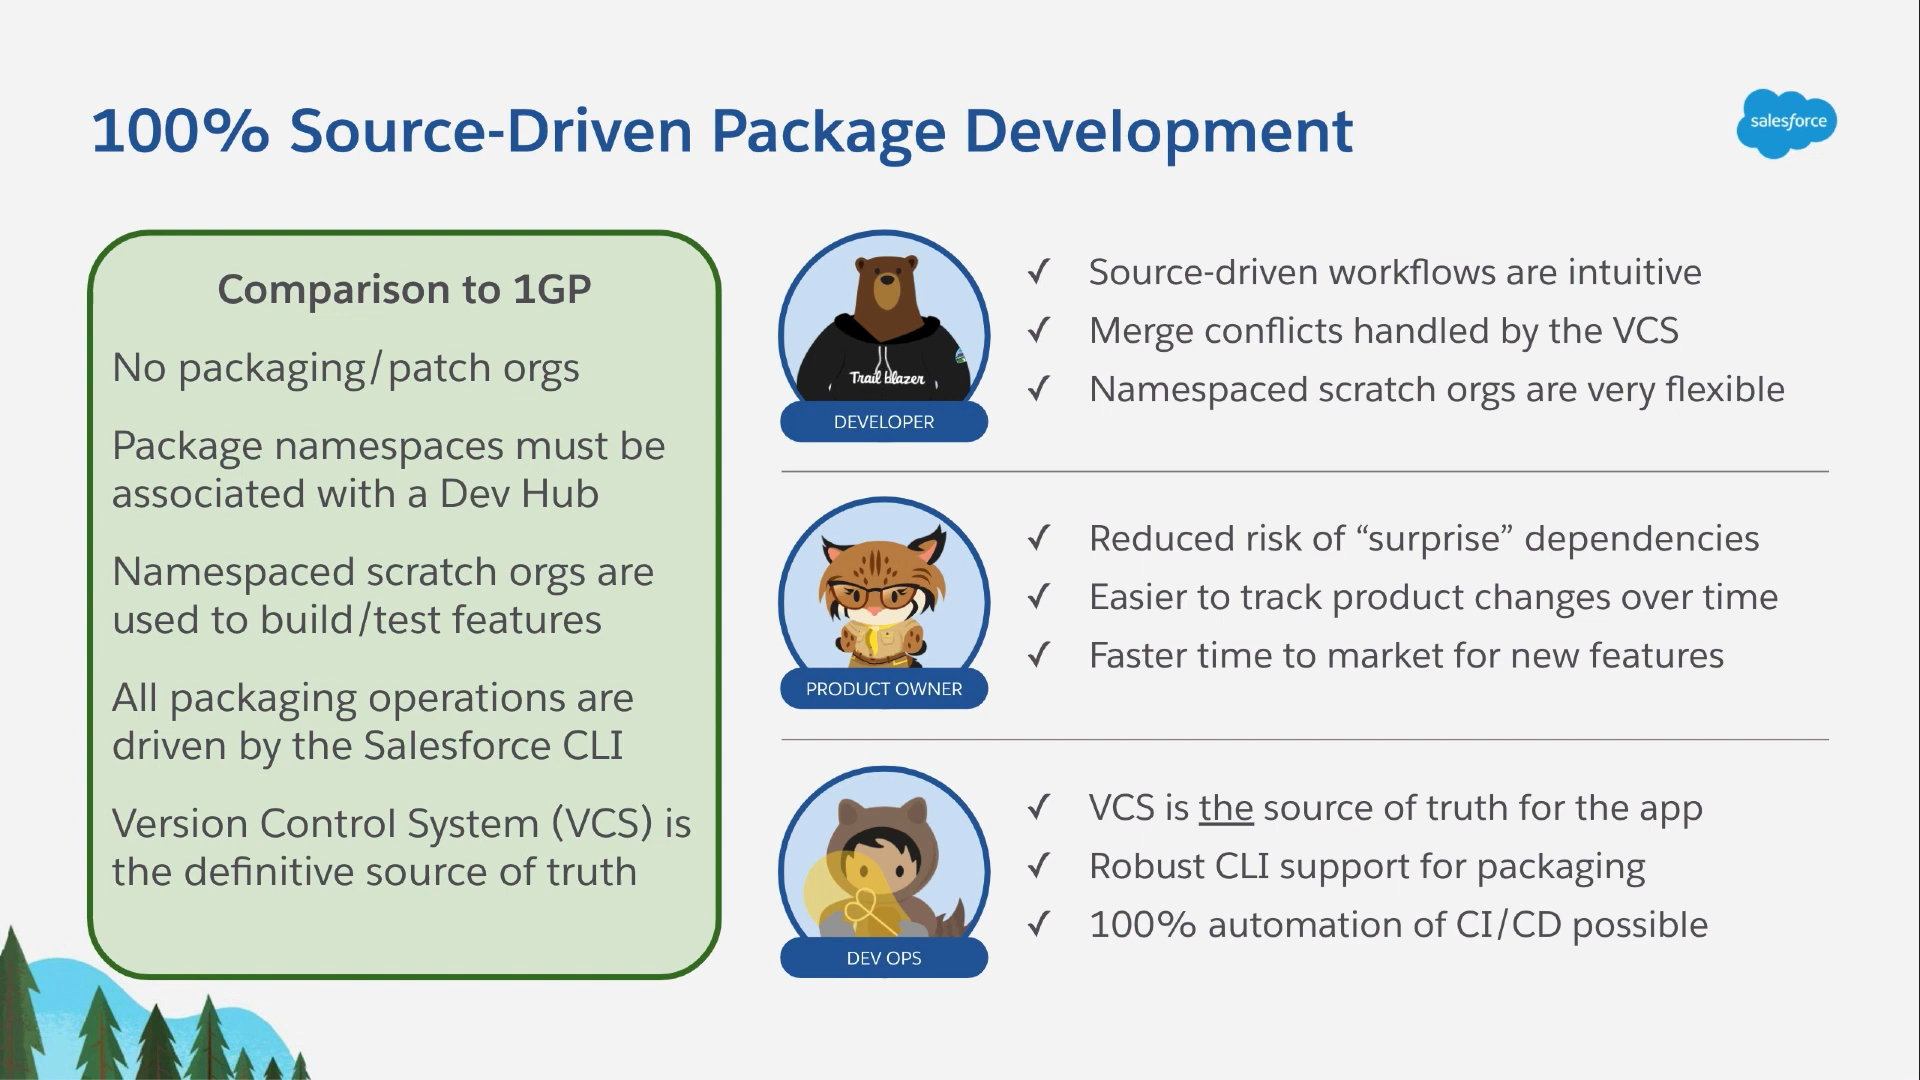 100% Source-Driven Package Development
salesforce
Comparison to 1GP
No packaging/patch orgs
Package namespaces must be
associated with a Dev Hub
Namespaced scratch orgs are
used to build/test features
All packaging operations are
driven by the Salesforce CLI
Version Control System (VCS) is
the definitive source of truth
Trail blazer
DEVELOPER
✓ Source-driven workflows are intuitive
✓ Merge conflicts handled by the VCS
✓ Namespaced scratch orgs are very flexible
PRODUCT OWNER
✓ Reduced risk of “surprise” dependencies
✓ Easier to track product changes over time
✓ Faster time to market for new features
DEV OPS
✓ VCS is the source of truth for the app
✓ Robust CLI support for packaging
✓ 100% automation of CI/CD possible